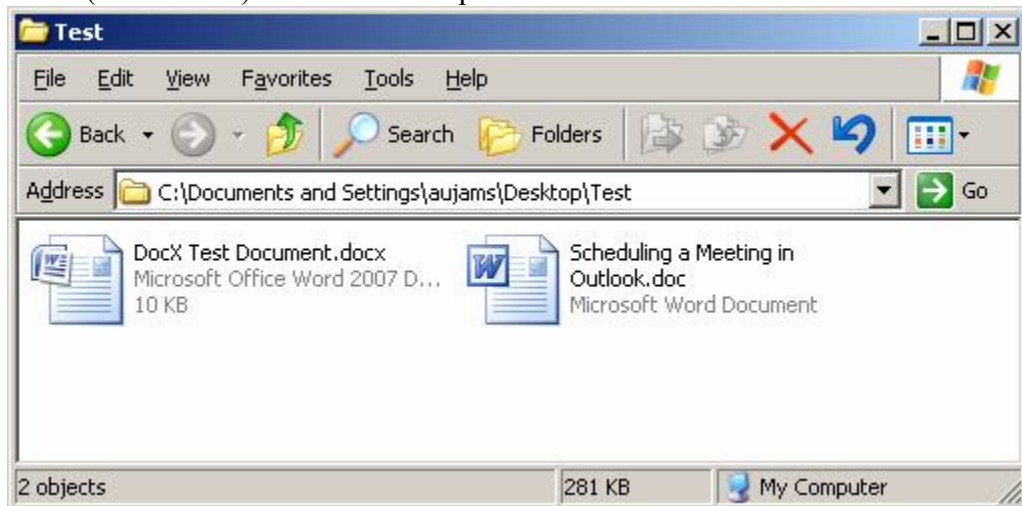 Test
File Edit View Favorites Tools Help
Back Search Folders
Address C:\Documents and Settings\aujams\Desktop\Test Go
DocX Test Document.docx
Microsoft Office Word 2007 D...
10 KB
Scheduling a Meeting in
Outlook.doc
Microsoft Word Document
2 objects 281 KB My Computer